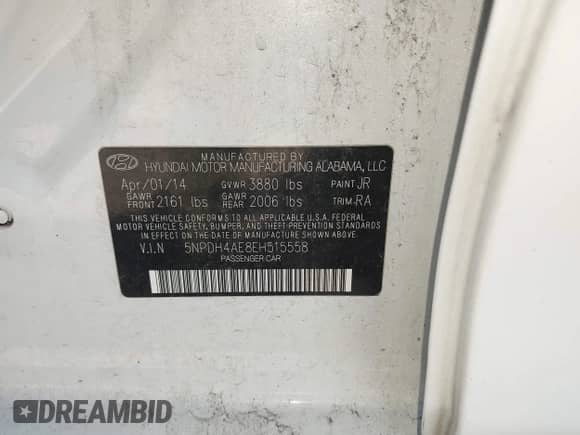 MANUFACTURED BY
HYUNDAI MOTOR MANUFACTURING ALABAMA, LLC
Apr/01/14 GVWR 3880 lbs PAINT JR
GAWR FRONT 2161 lbs GAWR REAR 2006 lbs TRIM RA
THIS VEHICLE CONFORMS TO ALL APPLICABLE U.S.A. FEDERAL
MOTOR VEHICLE SAFETY, BUMPER, AND THEFT PREVENTION
STANDARDS IN EFFECT ON THE DATE OF MANUFACTURE SHOWN ABOVE.
V.I.N 5NPDH4AE8EH515558
PASSENGER CAR
DREAMBID